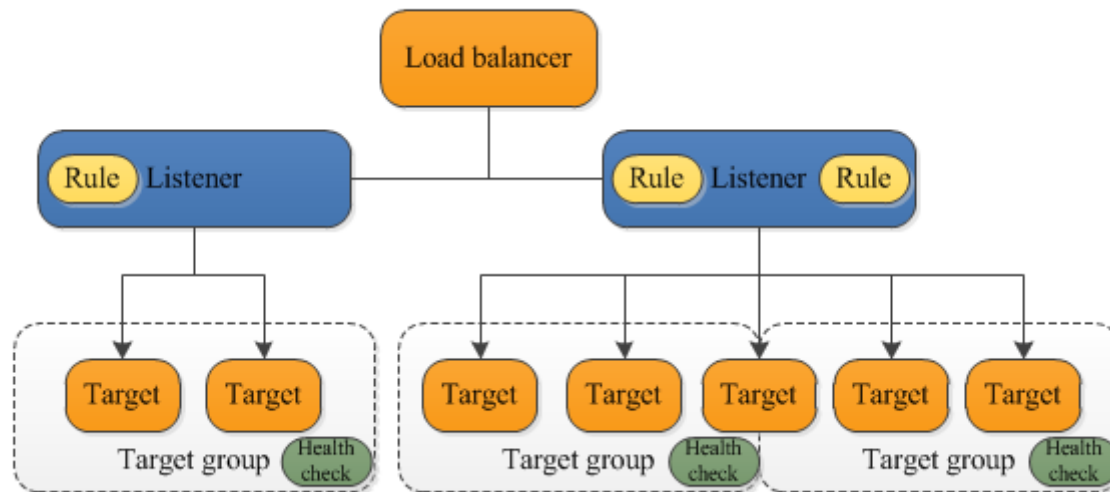 Load balancer
Rule Listener
Rule Listener Rule
Target Target
Target Target Target Target Target
Target group Health check
Target group Health check
Target group Health check